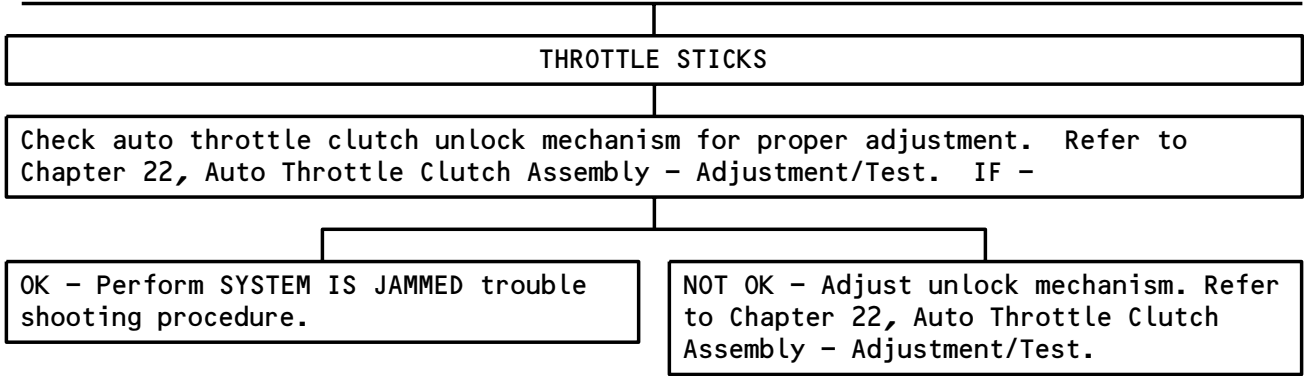 THROTTLE STICKS
Check auto throttle clutch unlock mechanism for proper adjustment.  Refer to
Chapter 22, Auto Throttle Clutch Assembly – Adjustment/Test.  IF –
OK – Perform SYSTEM IS JAMMED trouble
shooting procedure.
NOT OK – Adjust unlock mechanism. Refer
to Chapter 22, Auto Throttle Clutch
Assembly – Adjustment/Test.